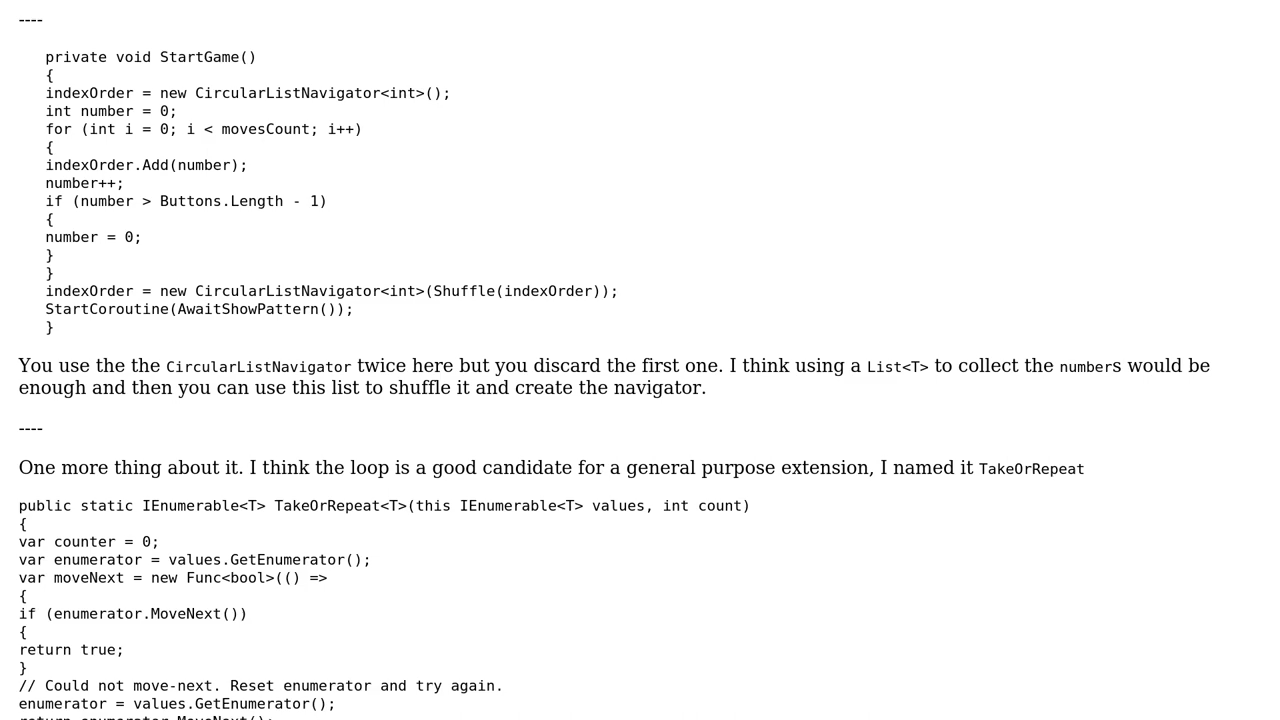 ----
private void StartGame()
{
indexOrder = new CircularListNavigator<int>();
int number = 0;
for (int i = 0; i < movesCount; i++)
{
indexOrder.Add(number);
number++;
if (number > Buttons.Length - 1)
{
number = 0;
}
}
indexOrder = new CircularListNavigator<int>(Shuffle(indexOrder));
StartCoroutine(AwaitShowPattern());
}
You use the the CircularListNavigator twice here but you discard the first one. I think using a List<T> to collect the numbers would be
enough and then you can use this list to shuffle it and create the navigator.
----
One more thing about it. I think the loop is a good candidate for a general purpose extension, I named it TakeOrRepeat
public static IEnumerable<T> TakeOrRepeat<T>(this IEnumerable<T> values, int count)
{
var counter = 0;
var enumerator = values.GetEnumerator();
var moveNext = new Func<bool>(() =>
{
if (enumerator.MoveNext())
{
return true;
}
// Could not move-next. Reset enumerator and try again.
enumerator = values.GetEnumerator();
return enumerator.MoveNext();